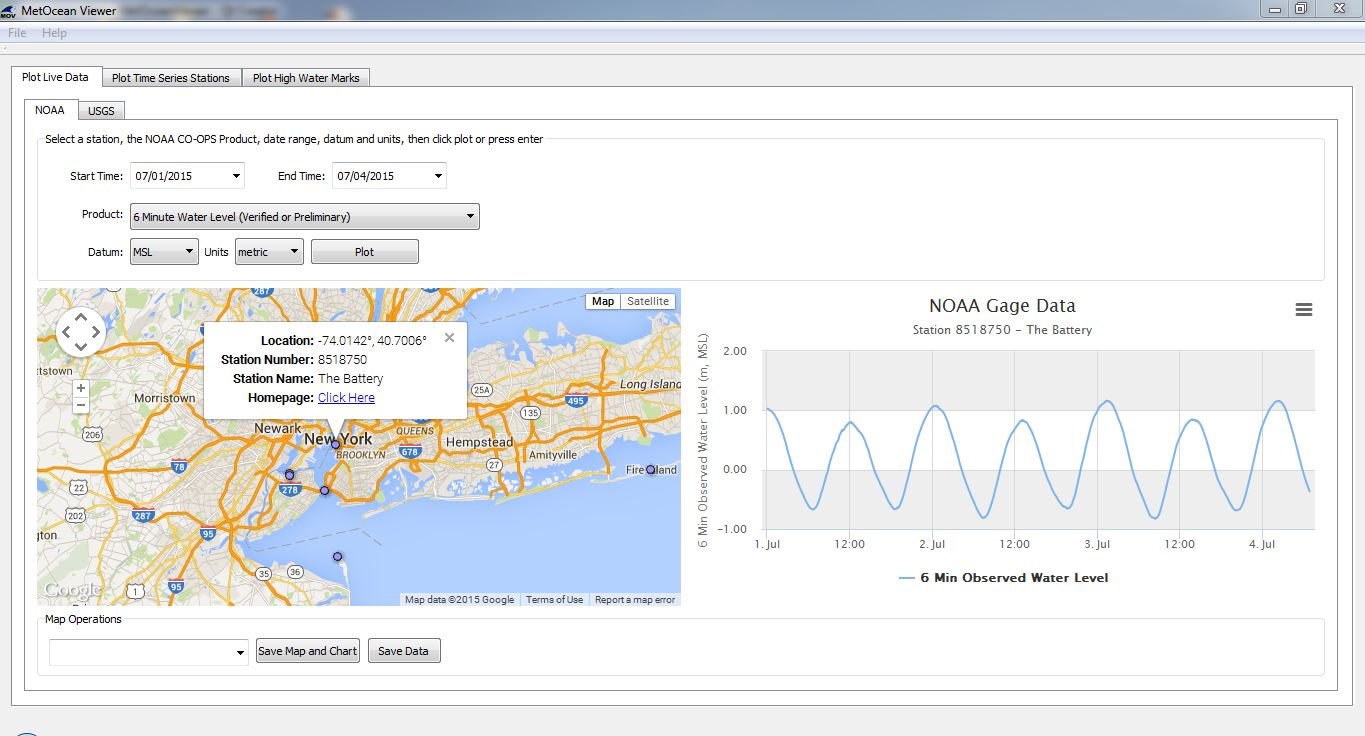 MetOcean Viewer
MOV
File Help
Plot Live Data Plot Time Series Stations Plot High Water Marks
NOAA USGS
Select a station, the NOAA CO-OPS Product, date range, datum and units, then click plot or press enter
Start Time: 07/01/2015 End Time: 07/04/2015
Product: 6 Minute Water Level (Verified or Preliminary)
Datum: MSL Units metric Plot
287
Map Satellite
Location: -74.0142°, 40.7006°
Station Number: 8518750
Station Name: The Battery
Homepage: Click Here
ttstown
Morristown
Long Island
25A
495
135
206
Newark
New York
QUEENS
Hempstead
BROOKLYN
678
Amityville
78
27
Fire Island
22
278
202
287
gton
95
35
36
95
1
Google
Map data ©2015 Google Terms of Use Report a map error
NOAA Gage Data
Station 8518750 - The Battery
6 Min Observed Water Level (m, MSL)
2.00
1.00
0.00
-1.00
1. Jul 12:00 2. Jul 12:00 3. Jul 12:00 4. Jul
6 Min Observed Water Level
Map Operations
Save Map and Chart Save Data